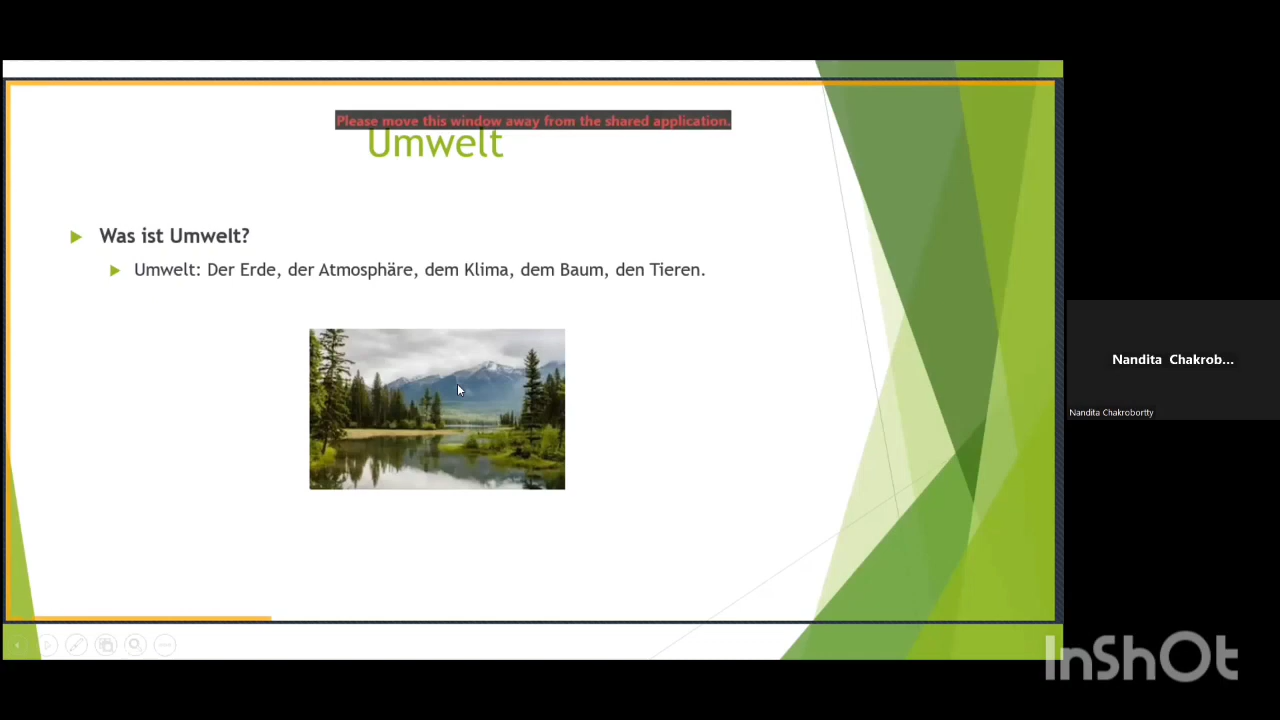 Please move this window away from the shared application.
Umwelt
Was ist Umwelt?
Umwelt: Der Erde, der Atmosphäre, dem Klima, dem Baum, den Tieren.
Nandita Chakrob...
Nandita Chakrobortty
InShOt